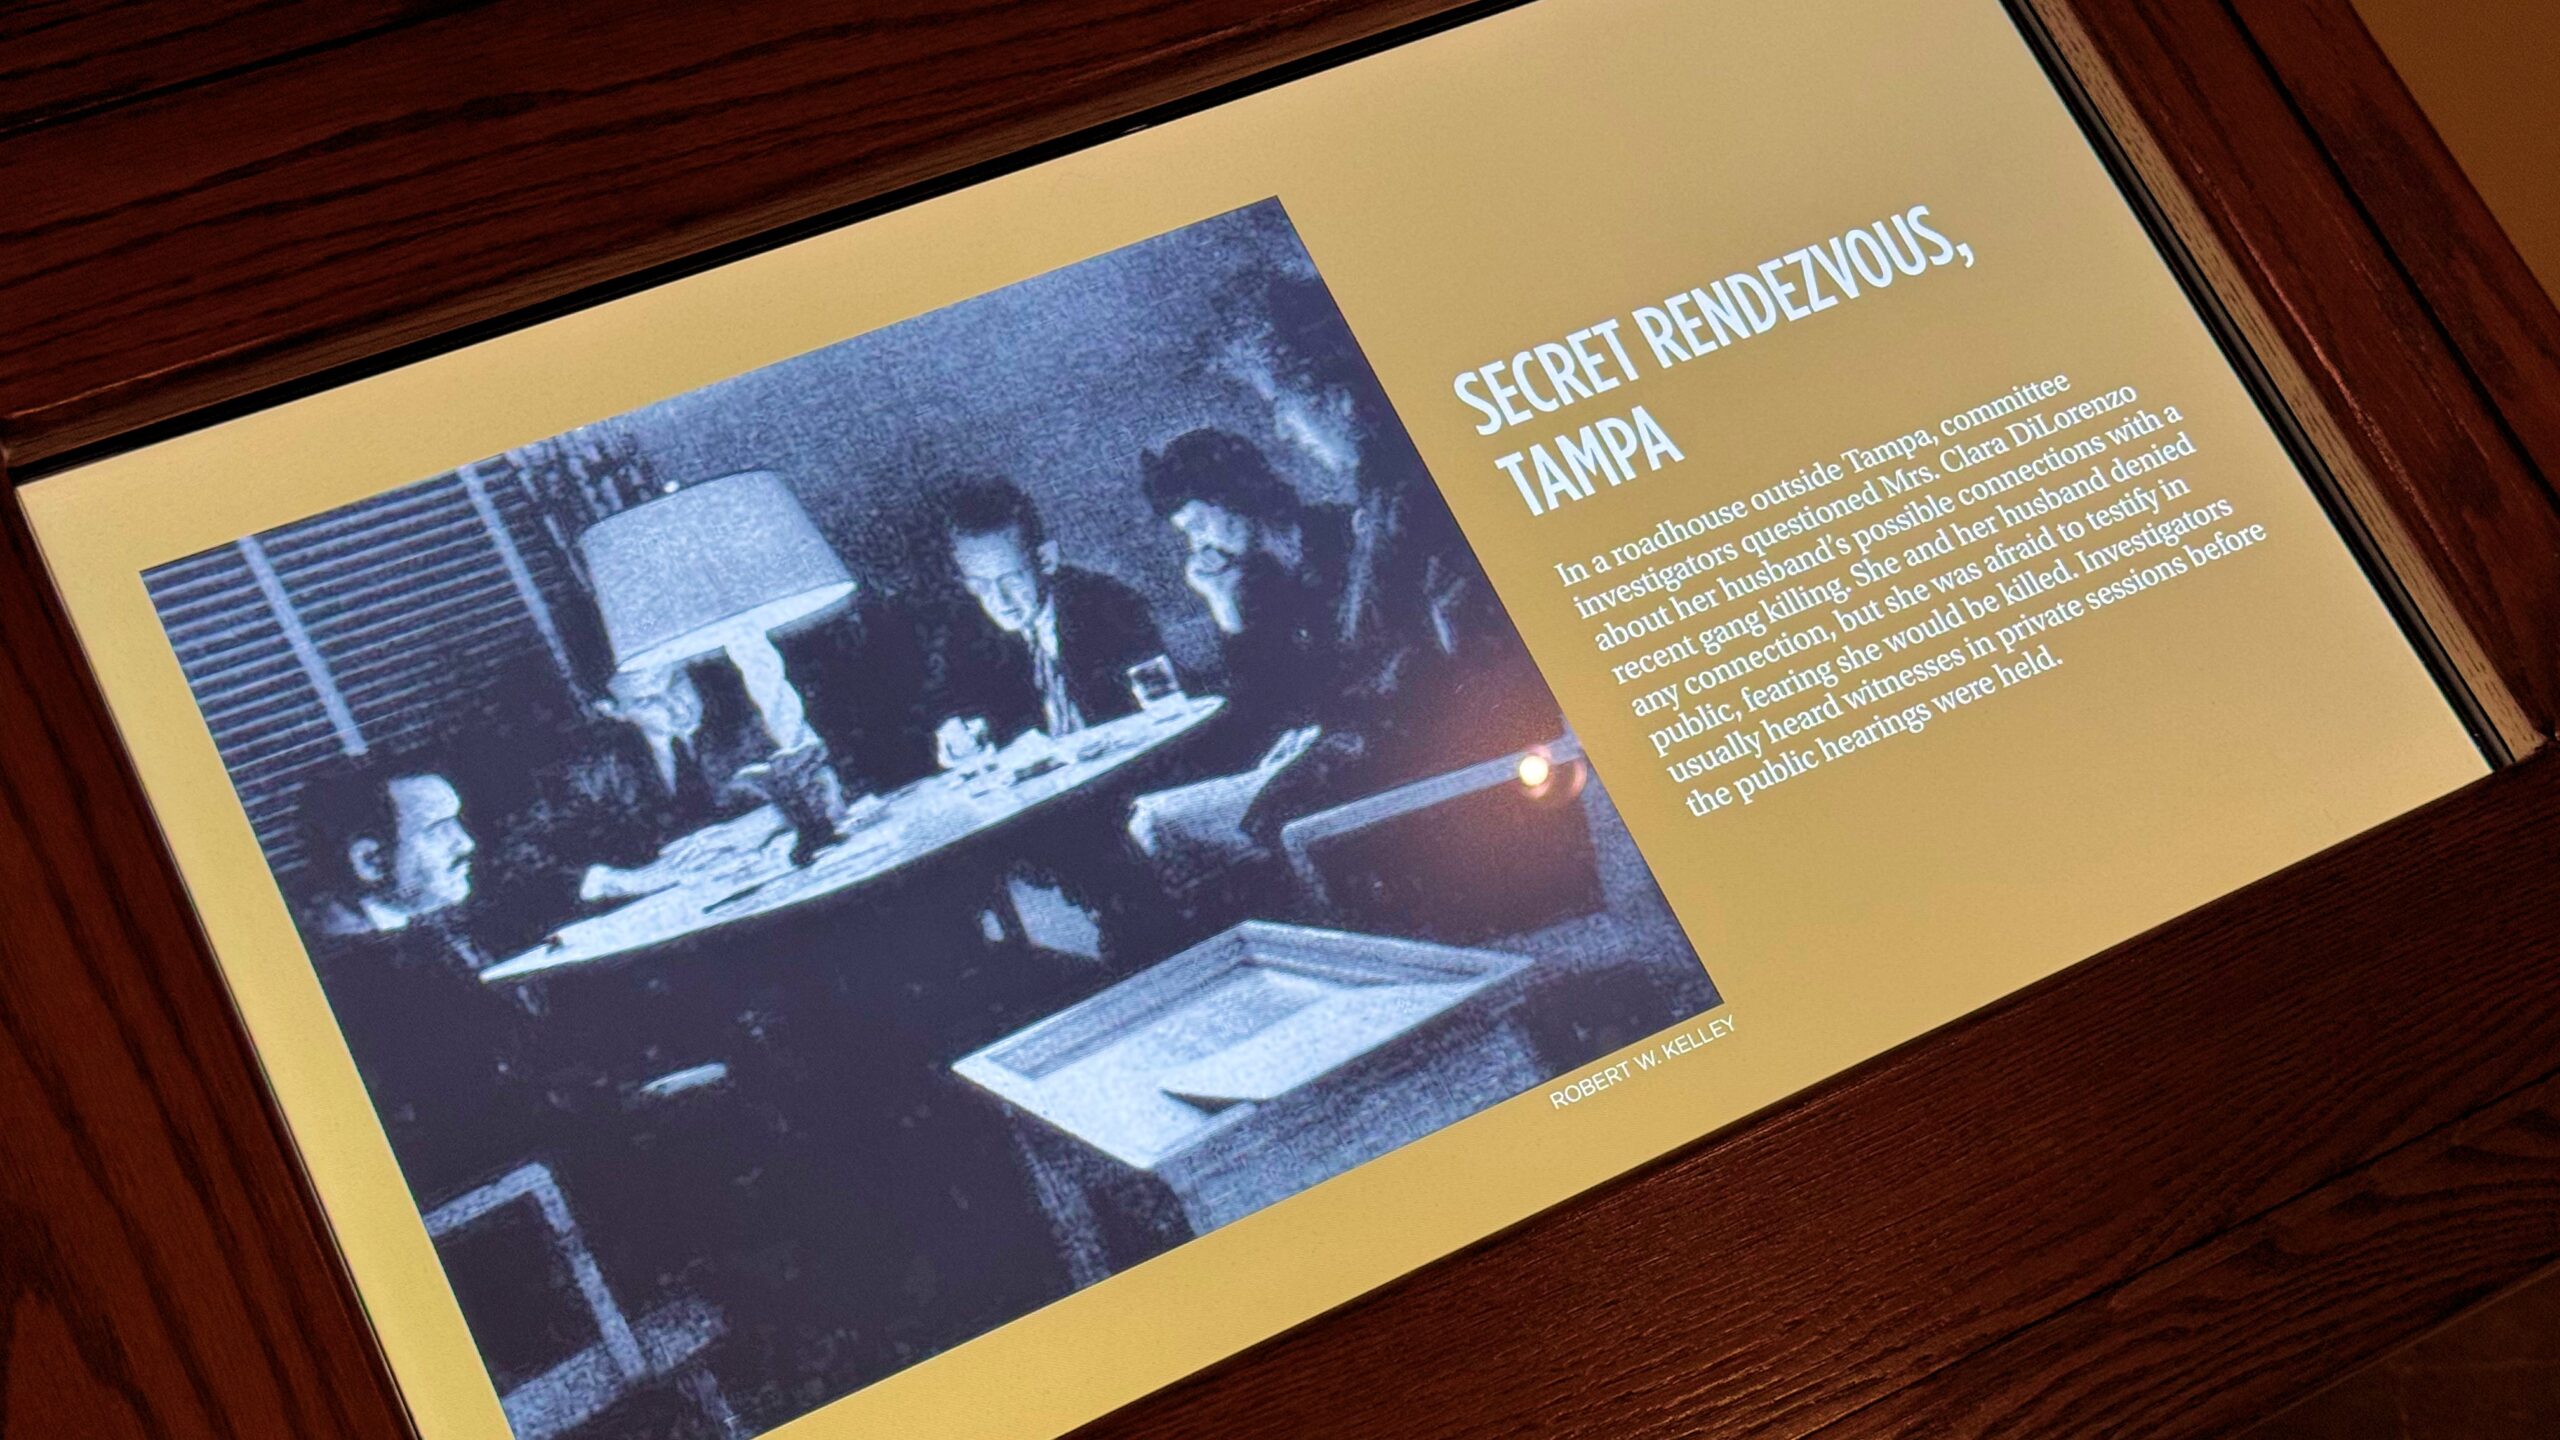 SECRET RENDEZVOUS,
TAMPA
In a roadhouse outside Tampa, committee
investigators questioned Mrs. Clara DiLorenzo
about her husband's possible connections with a
recent gang killing. She and her husband denied
any connection, but she was afraid to testify in
public, fearing she would be killed. Investigators
usually heard witnesses in private sessions before
the public hearings were held.
ROBERT W. KELLEY